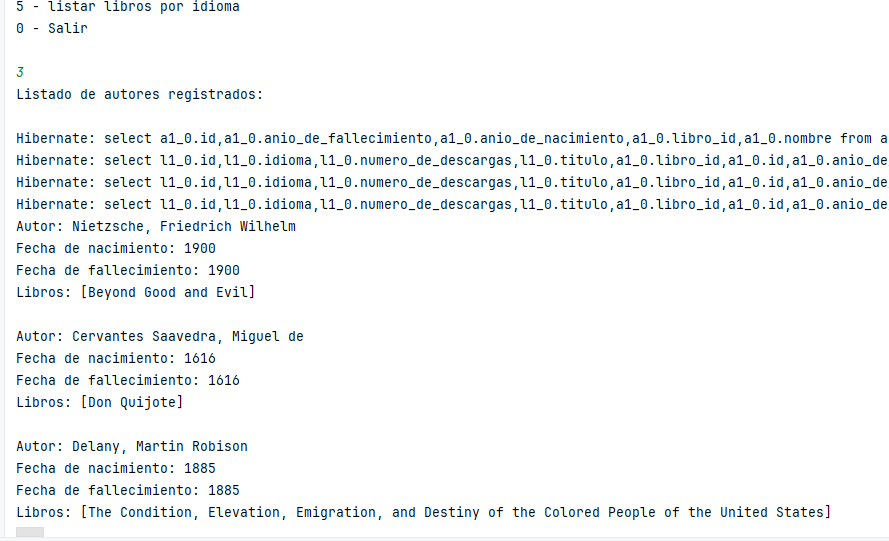 5 - listar libros por idioma
0 - Salir
3
Listado de autores registrados:
Hibernate: select a1_0.id,a1_0.anio_de_fallecimiento,a1_0.anio_de_nacimiento,a1_0.libro_id,a1_0.nombre from a
Hibernate: select l1_0.id,l1_0.idioma,l1_0.numero_de_descargas,l1_0.titulo,a1_0.libro_id,a1_0.id,a1_0.anio_de
Hibernate: select l1_0.id,l1_0.idioma,l1_0.numero_de_descargas,l1_0.titulo,a1_0.libro_id,a1_0.id,a1_0.anio_de
Hibernate: select l1_0.id,l1_0.idioma,l1_0.numero_de_descargas,l1_0.titulo,a1_0.libro_id,a1_0.id,a1_0.anio_de
Autor: Nietzsche, Friedrich Wilhelm
Fecha de nacimiento: 1900
Fecha de fallecimiento: 1900
Libros: [Beyond Good and Evil]
Autor: Cervantes Saavedra, Miguel de
Fecha de nacimiento: 1616
Fecha de fallecimiento: 1616
Libros: [Don Quijote]
Autor: Delany, Martin Robison
Fecha de nacimiento: 1885
Fecha de fallecimiento: 1885
Libros: [The Condition, Elevation, Emigration, and Destiny of the Colored People of the United States]